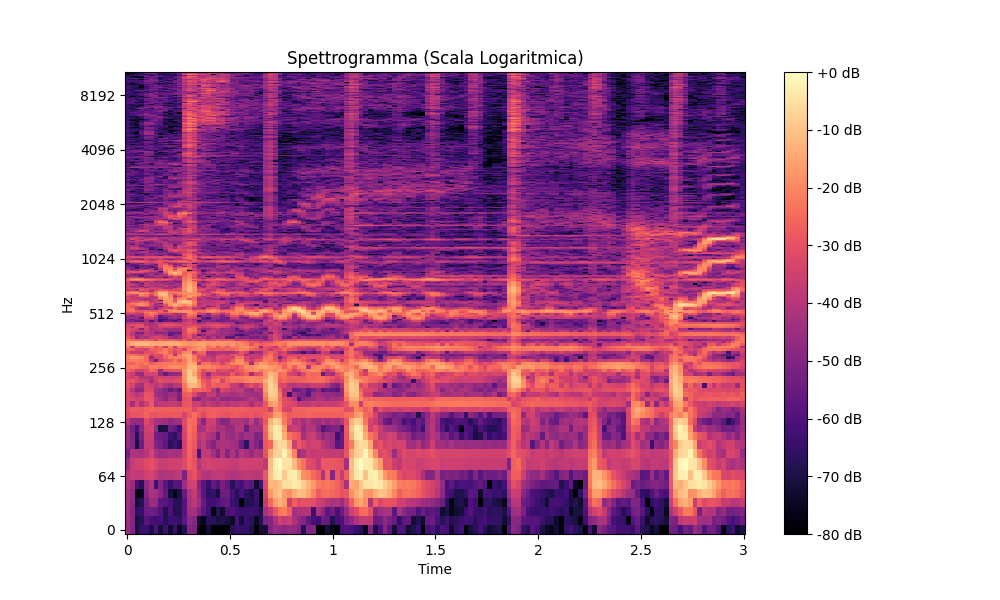 Spettrogramma (Scala Logaritmica)
Hz
8192
4096
2048
1024
512
256
128
64
0
0
0.5
1
1.5
2
2.5
3
Time
+0 dB
-10 dB
-20 dB
-30 dB
-40 dB
-50 dB
-60 dB
-70 dB
-80 dB